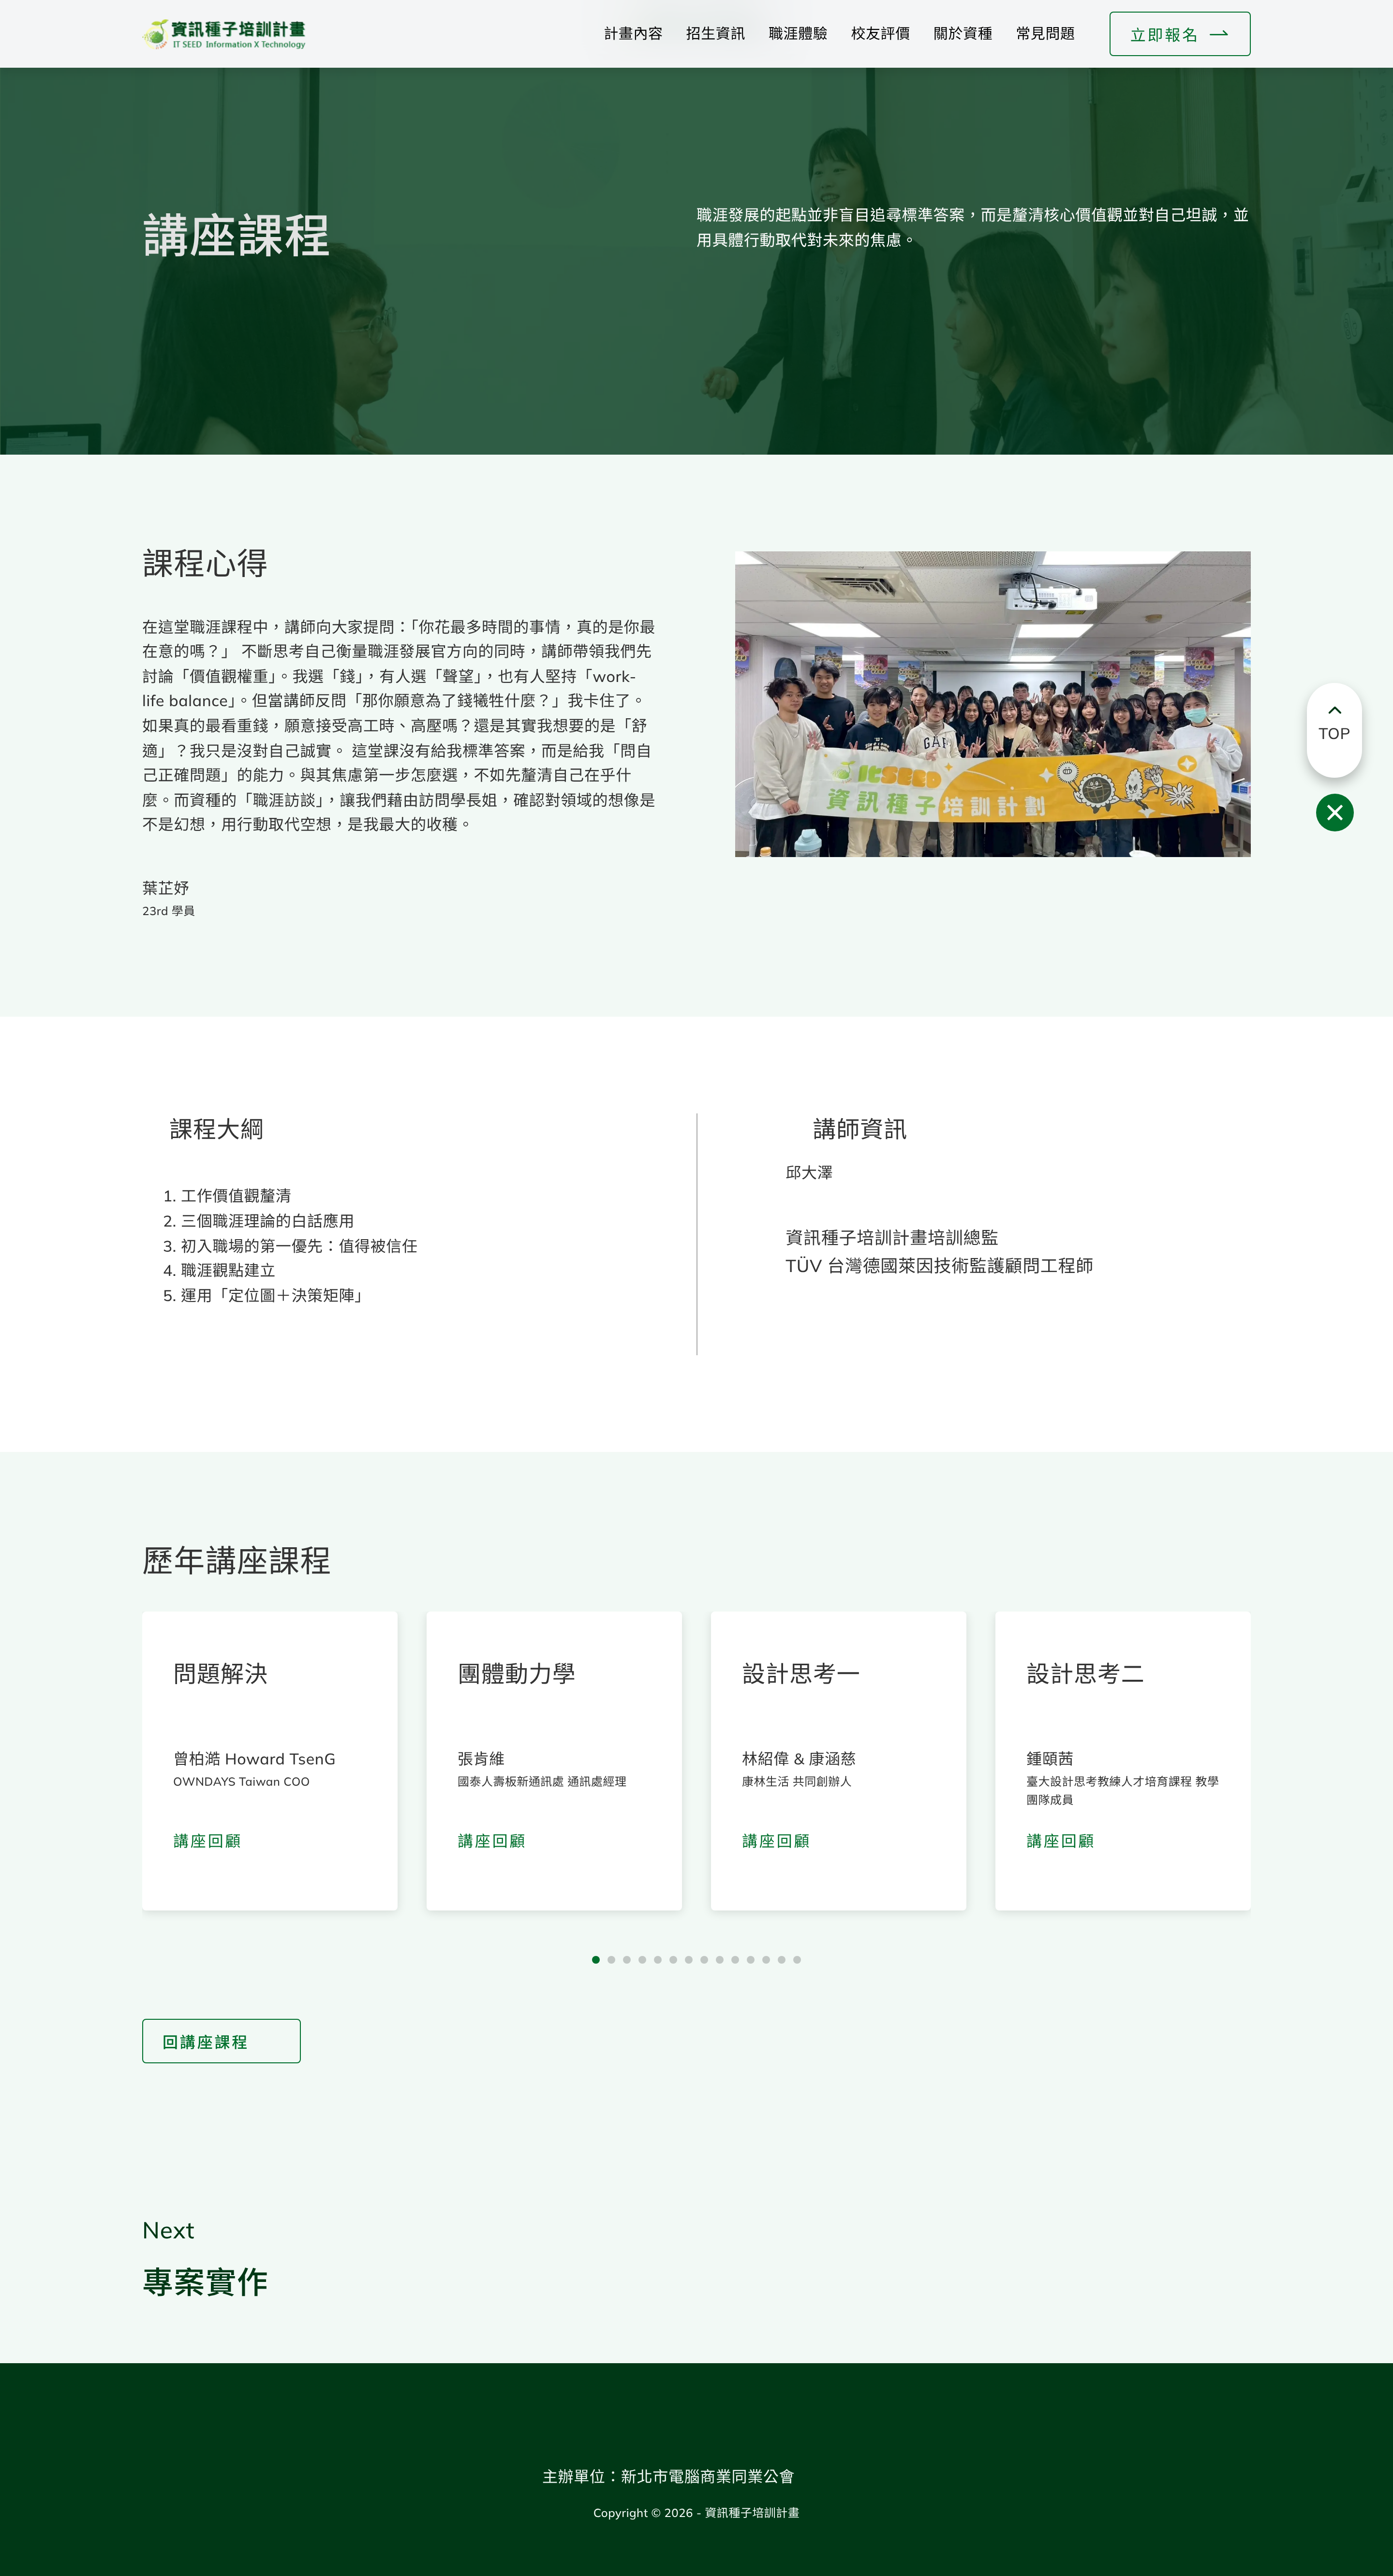 資訊種子培訓計畫
IT SEED Information X Technology
計畫內容
招生資訊
職涯體驗
校友評價
關於資種
常見問題
立即報名
講座課程
職涯發展的起點並非盲目追尋標準答案，而是釐清核心價值觀並對自己坦誠，並
用具體行動取代對未來的焦慮。
課程心得
在這堂職涯課程中，講師向大家提問：「你花最多時間的事情，真的是你最
在意的嗎？」 不斷思考自己衡量職涯發展官方向的同時，講師帶領我們先
討論「價值觀權重」。我選「錢」，有人選「聲望」，也有人堅持「work-
life balance」。但當講師反問「那你願意為了錢犧牲什麼？」我卡住了。
如果真的最看重錢，願意接受高工時、高壓嗎？還是其實我想要的是「舒
適」？我只是沒對自己誠實。 這堂課沒有給我標準答案，而是給我「問自
己正確問題」的能力。與其焦慮第一步怎麼選，不如先釐清自己在乎什
麼。而資種的「職涯訪談」，讓我們藉由訪問學長姐，確認對領域的想像是
不是幻想，用行動取代空想，是我最大的收穫。
葉芷妤
23rd 學員
GAP
itSEED
資訊種子培訓計劃
TOP
課程大綱
1. 工作價值觀釐清
2. 三個職涯理論的白話應用
3. 初入職場的第一優先：值得被信任
4. 職涯觀點建立
5. 運用「定位圖＋決策矩陣」
講師資訊
邱大澤
資訊種子培訓計畫培訓總監
TÜV 台灣德國萊因技術監護顧問工程師
歷年講座課程
問題解決
曾柏澔 Howard TsenG
OWNDAYS Taiwan COO
講座回顧
團體動力學
張肯維
國泰人壽板新通訊處 通訊處經理
講座回顧
設計思考一
林紹偉 & 康涵慈
康林生活 共同創辦人
講座回顧
設計思考二
鍾頤茜
臺大設計思考教練人才培育課程 教學
團隊成員
講座回顧
回講座課程
Next
專案實作
主辦單位：新北市電腦商業同業公會
Copyright © 2026 - 資訊種子培訓計畫